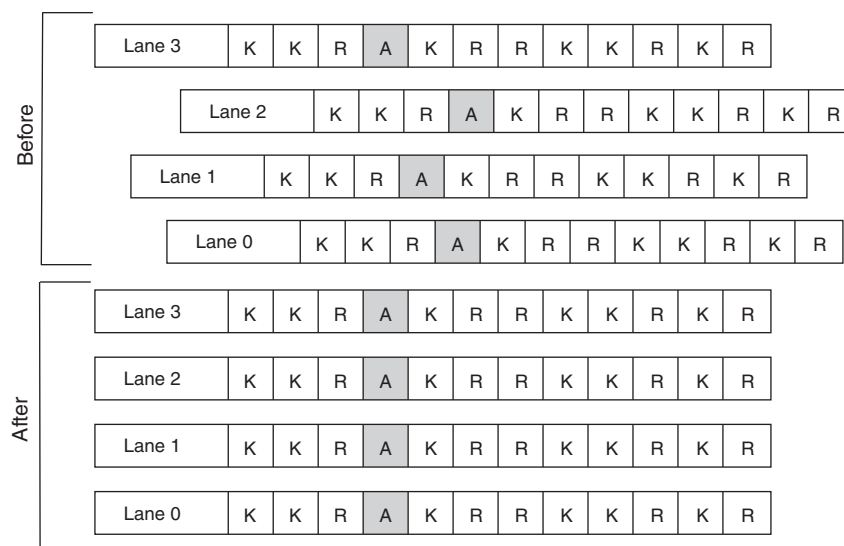 Before
Lane 3 K K R A K R R K K R K R
Lane 2 K K R A K R R K K R K R
Lane 1 K K R A K R R K K R K R
Lane 0 K K R A K R R K K R K R
After
Lane 3 K K R A K R R K K R K R
Lane 2 K K R A K R R K K R K R
Lane 1 K K R A K R R K K R K R
Lane 0 K K R A K R R K K R K R